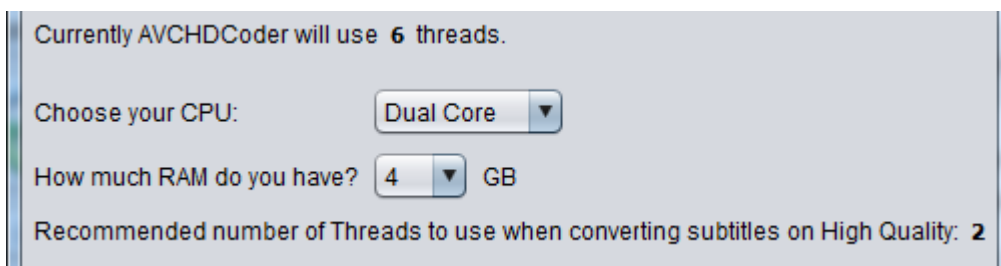 Currently AVCHDCoder will use 6 threads.
Choose your CPU: Dual Core
How much RAM do you have? 4 GB
Recommended number of Threads to use when converting subtitles on High Quality: 2